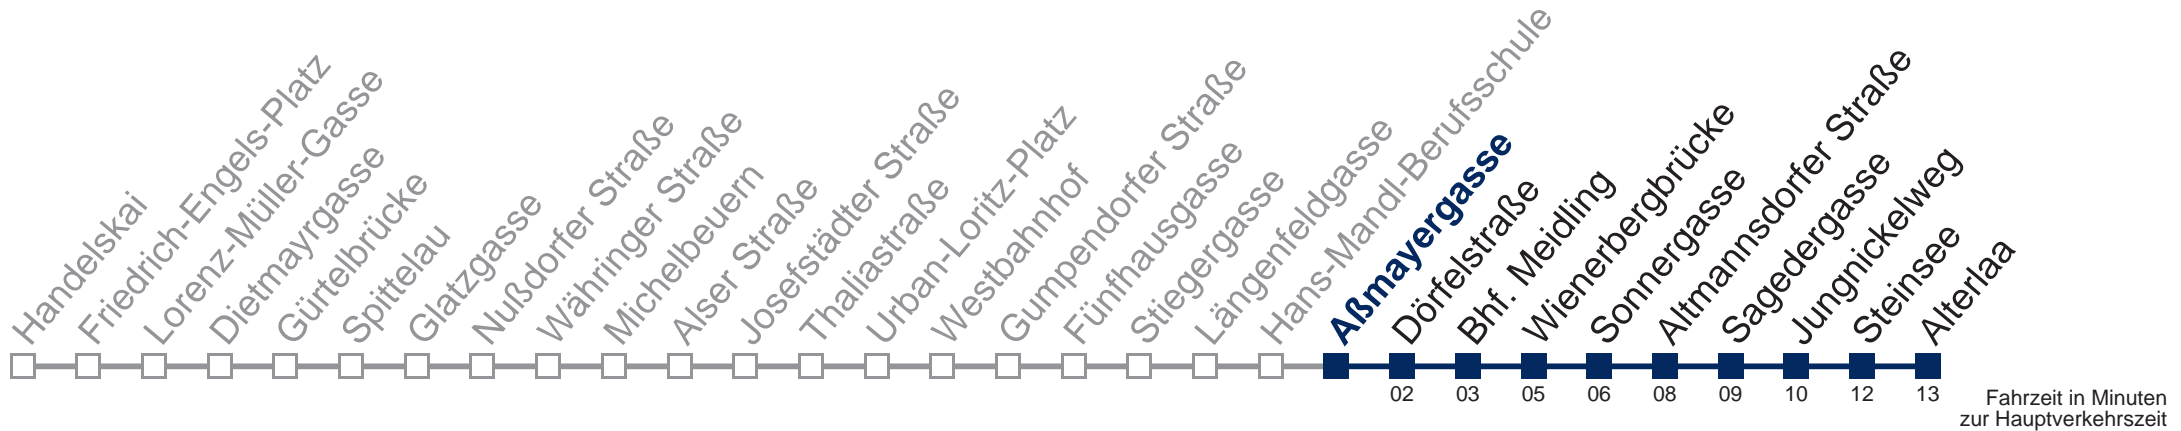 Handelskai
Friedrich-Engels-Platz
Lorenz-Müller-Gasse
Dietmayrgasse
Gürtelbrücke
Spittelau
Glatzgasse
Nußdorfer Straße
Währinger Straße
Michelbeuern
Alser Straße
Josefstädter Straße
Thaliastraße
Urban-Loritz-Platz
Westbahnhof
Gumpendorfer Straße
Fünfhausgasse
Stiegergasse
Längenfeldgasse
Hans-Mandl-Berufsschule
Aßmayergasse
Dörfelstraße
Bhf. Meidling
Wienerbergbrücke
Sonnergasse
Altmannsdorfer Straße
Sagedergasse
Jungnickelweg
Steinsee
Alterlaa
02 03 05 06 08 09 10 12 13
Fahrzeit in Minuten
zur Hauptverkehrszeit